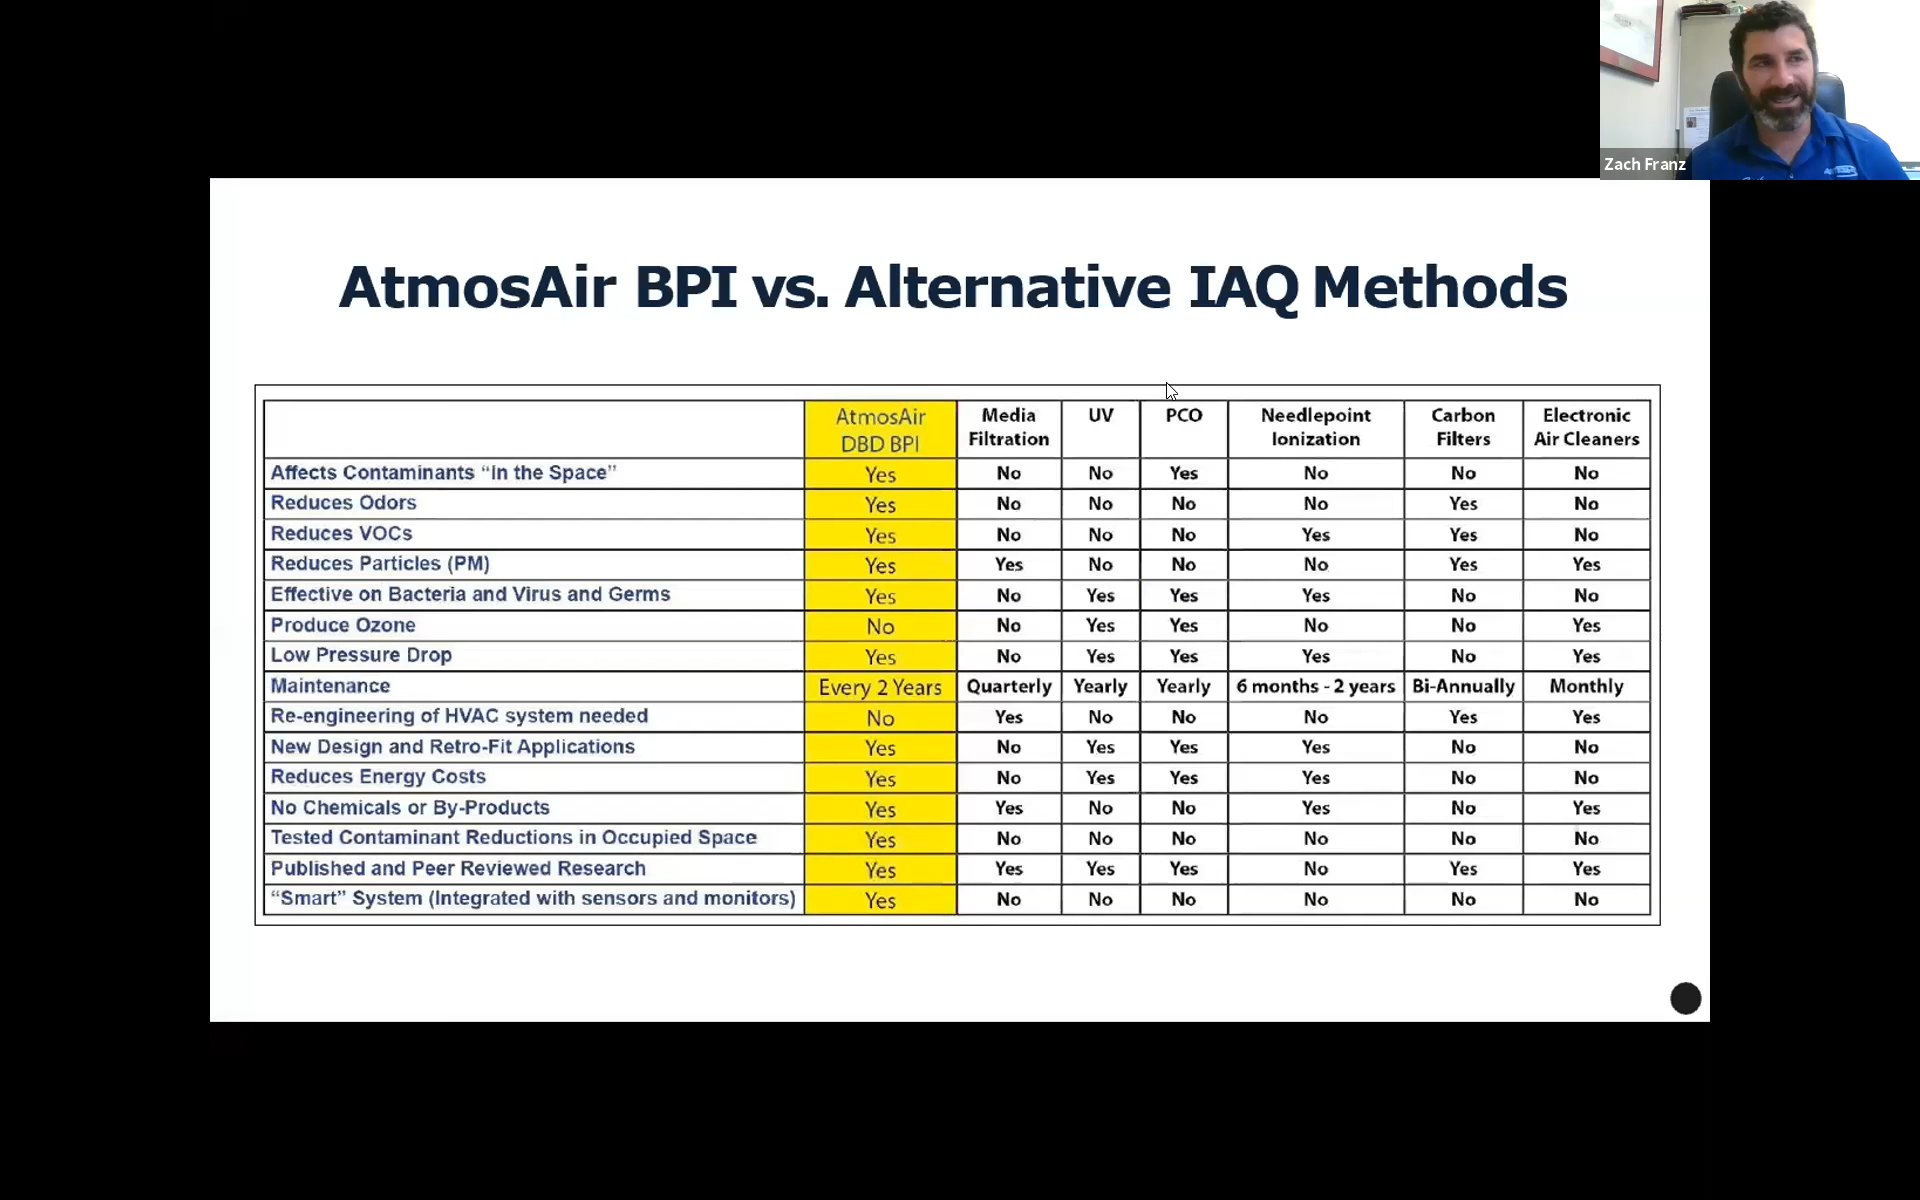 Zach Franz
AtmosAir BPI vs. Alternative IAQ Methods
AtmosAir DBD BPI Media Filtration UV PCO Needlepoint Ionization Carbon Filters Electronic Air Cleaners
Affects Contaminants “In the Space” Yes No No Yes No No No
Reduces Odors Yes No No No No Yes No
Reduces VOCs Yes No No No Yes Yes No
Reduces Particles (PM) Yes Yes No No No Yes Yes
Effective on Bacteria and Virus and Germs Yes No Yes Yes Yes No No
Produce Ozone No No Yes Yes No No Yes
Low Pressure Drop Yes No Yes Yes Yes No Yes
Maintenance Every 2 Years Quarterly Yearly Yearly 6 months - 2 years Bi-Annually Monthly
Re-engineering of HVAC system needed No Yes No No No Yes Yes
New Design and Retro-Fit Applications Yes No Yes Yes Yes No No
Reduces Energy Costs Yes No Yes Yes Yes No No
No Chemicals or By-Products Yes Yes No No Yes No Yes
Tested Contaminant Reductions in Occupied Space Yes No No No No No No
Published and Peer Reviewed Research Yes Yes Yes Yes No Yes Yes
“Smart” System (Integrated with sensors and monitors) Yes No No No No No No